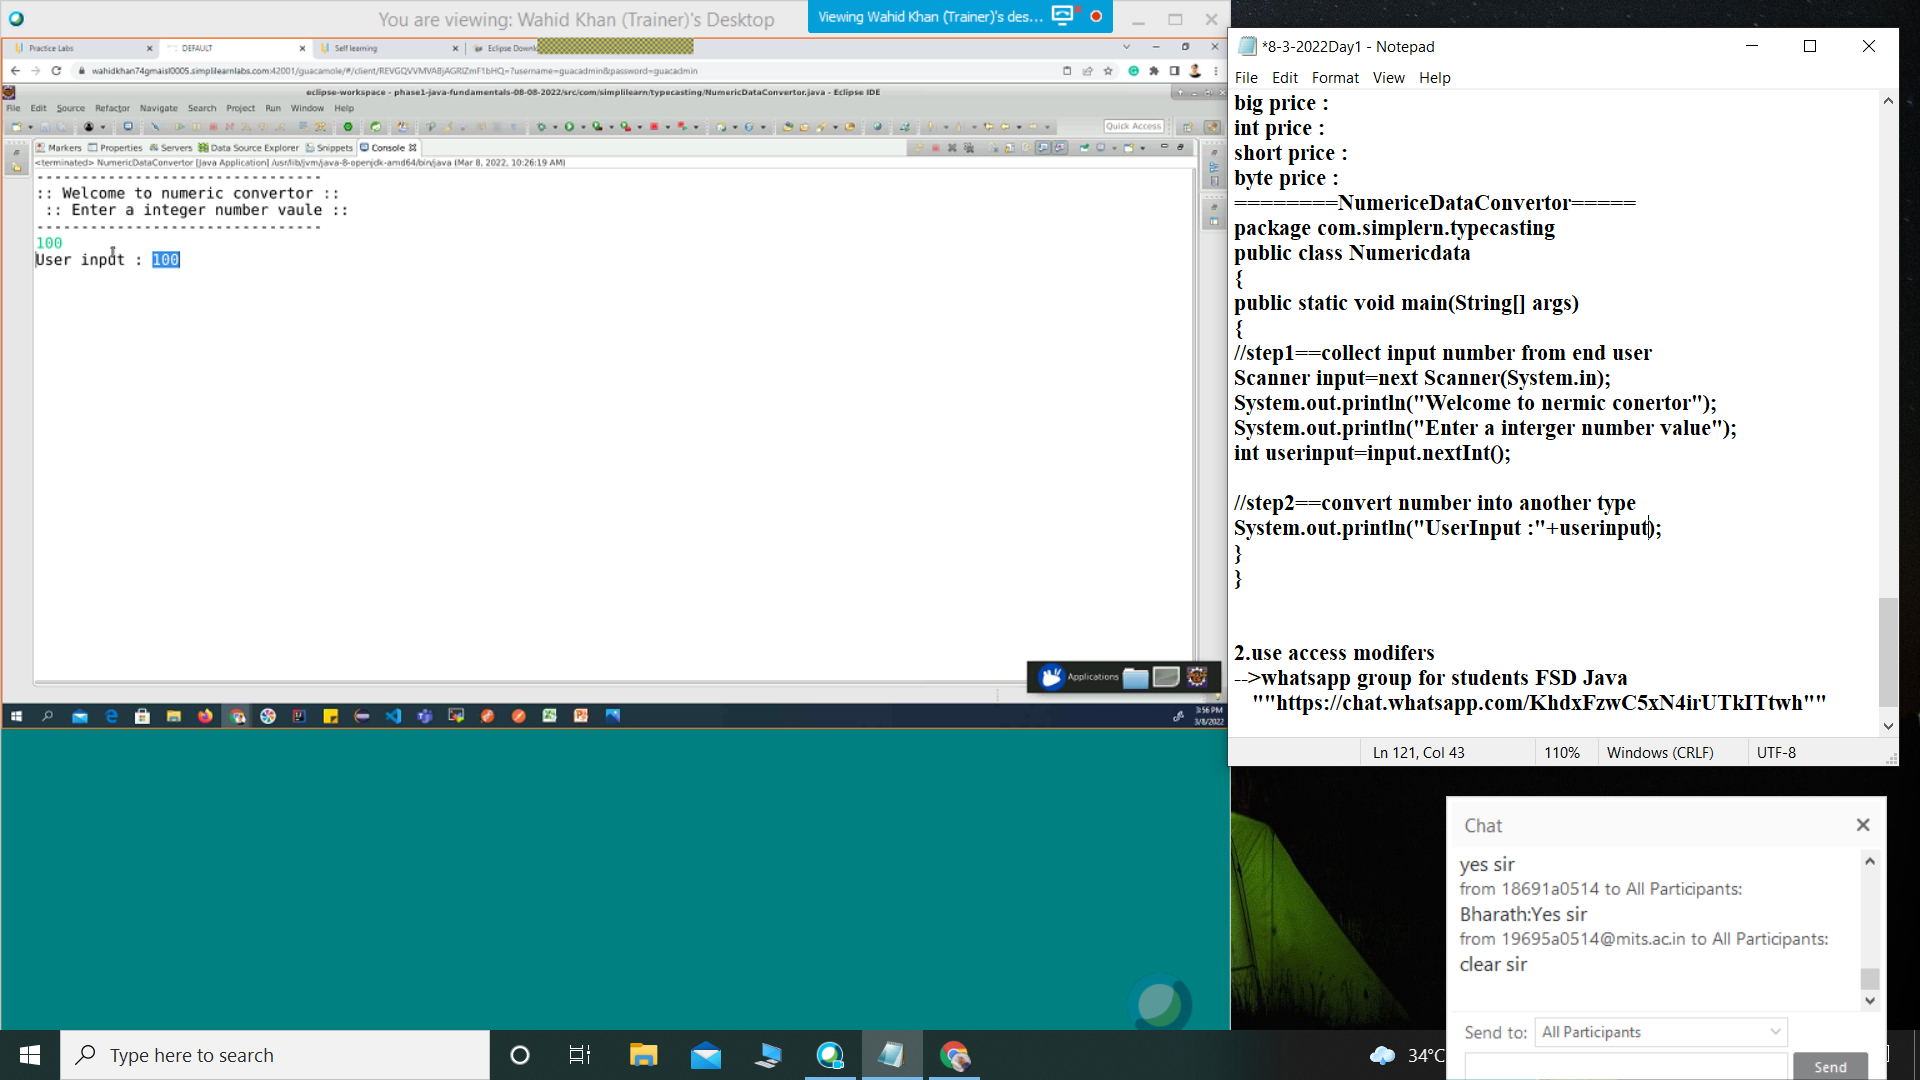 You are viewing: Wahid Khan (Trainer)'s Desktop
Viewing Wahid Khan (Trainer)'s des...
Practice Labs
DEFAULT
Self learning
Eclipse Downl
wahidkhan74gmaisl0005.simplilearnlabs.com:42001/guacamole/#/client/REVGQVVMVABjAGRlZmF1bHQ=?username=guacadmin&password=guacadmin
eclipse-workspace - phase1-java-fundamentals-08-08-2022/src/com/simplilearn/typecasting/NumericDataConvertor.java - Eclipse IDE
File Edit Source Refactor Navigate Search Project Run Window Help
Quick Access
Markers Properties Servers Data Source Explorer Snippets Console
<terminated> NumericDataConvertor [Java Application] /usr/lib/jvm/java-8-openjdk-amd64/bin/java (Mar 8, 2022, 10:26:19 AM)
--------------------------------
:: Welcome to numeric convertor ::
:: Enter a integer number vaule ::
--------------------------------
100
User input : 100
Applications
3:56 PM
3/8/2022
*8-3-2022Day1 - Notepad
File Edit Format View Help
big price :
int price :
short price :
byte price :
========NumericeDataConvertor=====
package com.simplern.typecasting
public class Numericdata
{
public static void main(String[] args)
{
//step1==collect input number from end user
Scanner input=next Scanner(System.in);
System.out.println("Welcome to nermic conertor");
System.out.println("Enter a interger number value");
int userinput=input.nextInt();
//step2==convert number into another type
System.out.println("UserInput :"+userinput);
}
}
2.use access modifers
-->whatsapp group for students FSD Java
""https://chat.whatsapp.com/KhdxFzwC5xN4irUTkITtwh""
Ln 121, Col 43
110%
Windows (CRLF)
UTF-8
Chat
yes sir
from 18691a0514 to All Participants:
Bharath:Yes sir
from 19695a0514@mits.ac.in to All Participants:
clear sir
Send to: All Participants
Send
Type here to search
34°C